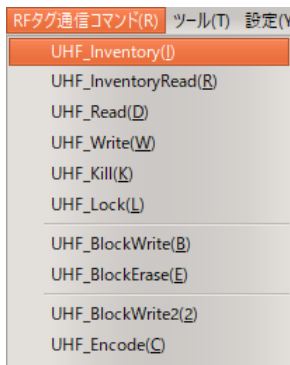 RFタグ通信コマンド(R) ツール(T) 設定(Y
UHF_Inventory(I)
UHF_InventoryRead(R)
UHF_Read(D)
UHF_Write(W)
UHF_Kill(K)
UHF_Lock(L)
UHF_BlockWrite(B)
UHF_BlockErase(E)
UHF_BlockWrite2(2)
UHF_Encode(C)